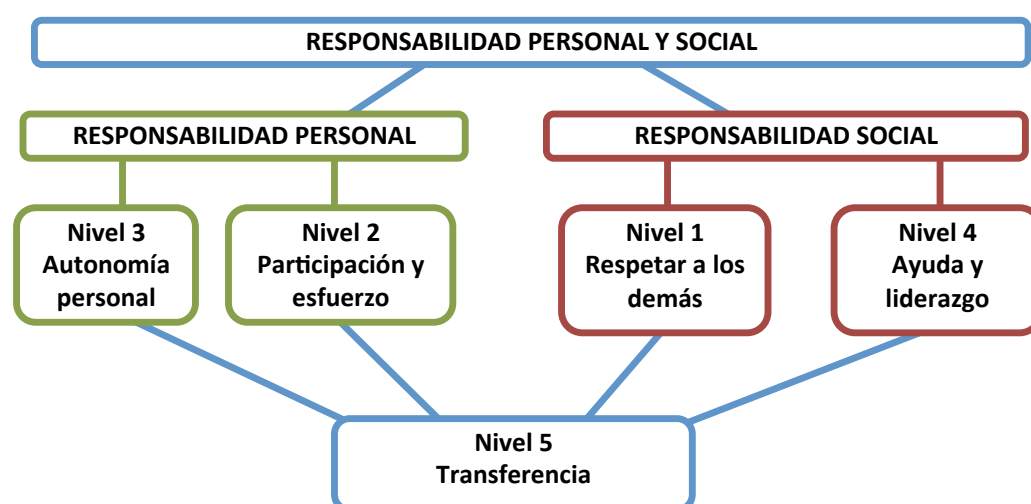 RESPONSABILIDAD PERSONAL Y SOCIAL
RESPONSABILIDAD PERSONAL
RESPONSABILIDAD SOCIAL
Nivel 3
Autonomía
personal
Nivel 2
Participación y
esfuerzo
Nivel 1
Respetar a los
demás
Nivel 4
Ayuda y
liderazgo
Nivel 5
Transferencia